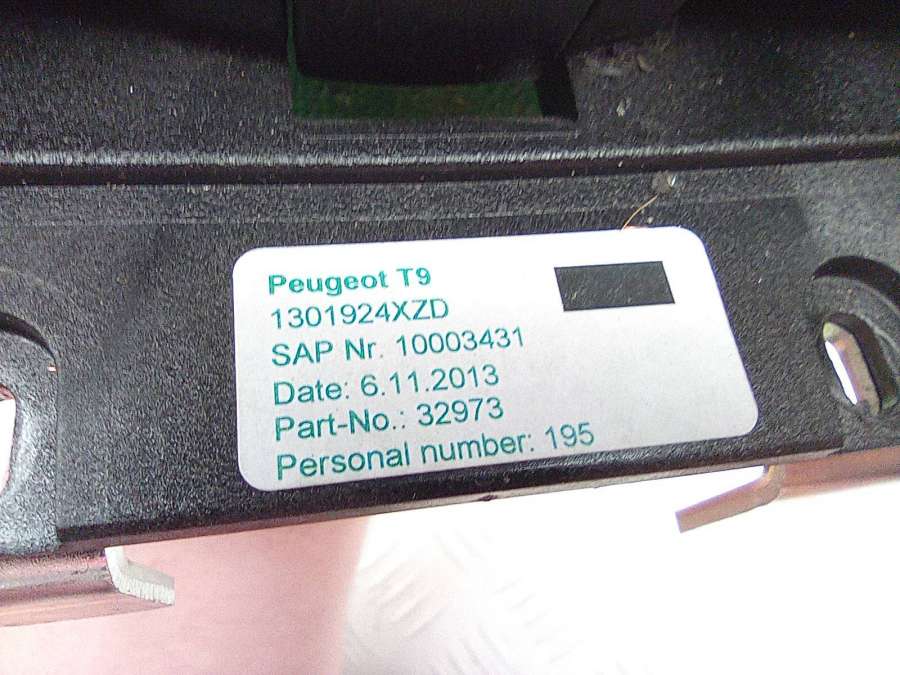 Peugeot T9
1301924XZD
SAP Nr. 10003431
Date: 6.11.2013
Part-No.: 32973
Personal number: 195